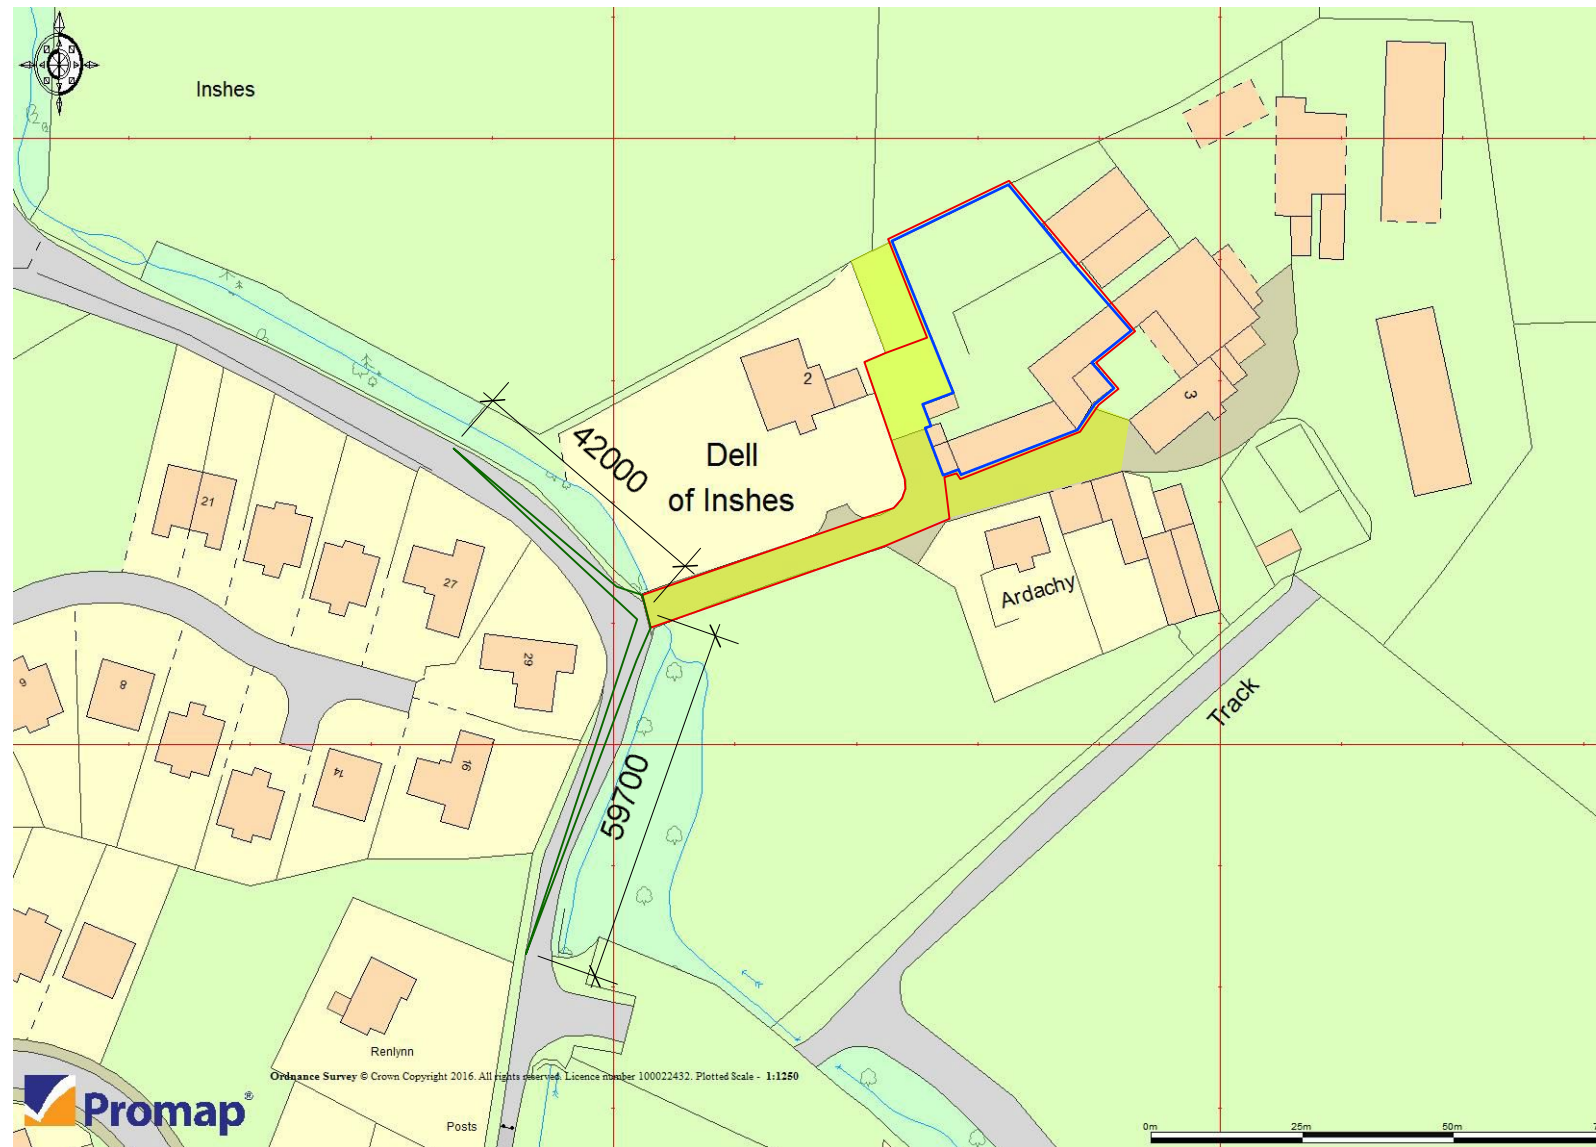 Inshes
2
3
42000
Dell
of Inshes
21
27
Ardachy
29
9
8
Track
14
16
59700
Renlynn
Ordnance Survey © Crown Copyright 2016. All rights reserved. Licence number 100022432. Plotted Scale - 1:1250
Promap®
Posts
0m 25m 50m